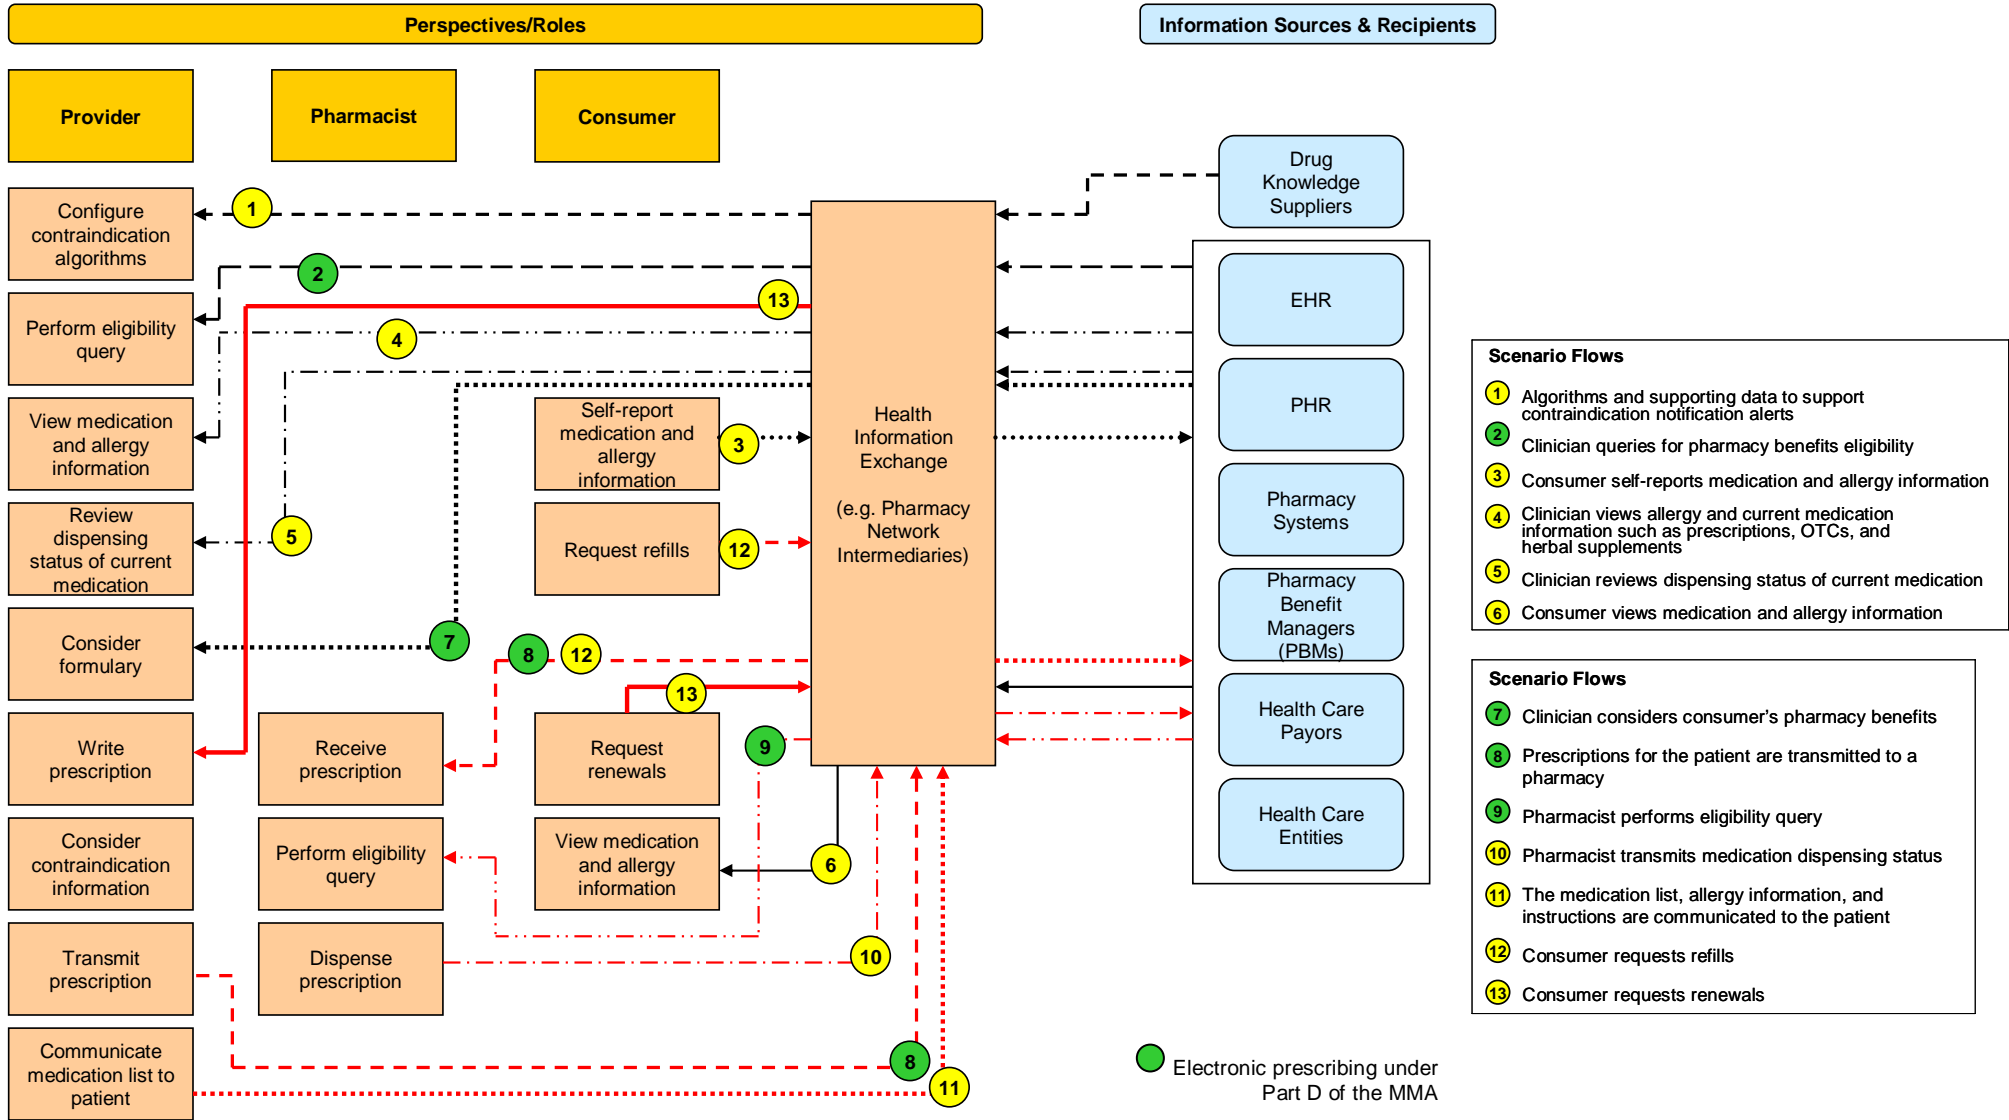 Perspectives/Roles
Information Sources & Recipients
Provider
Pharmacist
Consumer
Drug
Knowledge
Suppliers
Configure
contraindication
algorithms
1
2
EHR
13
Perform eligibility
query
4
PHR
View medication
and allergy
information
Self-report
medication and
allergy
information
3
Health
Information
Exchange
(e.g. Pharmacy
Network
Intermediaries)
Pharmacy
Systems
Review
dispensing
status of current
medication
5
Request refills
12
Pharmacy
Benefit
Managers
(PBMs)
Consider
formulary
7
8
12
13
Health Care
Payors
Write
prescription
Receive
prescription
Request
renewals
9
Health Care
Entities
Consider
contraindication
information
Perform eligibility
query
View medication
and allergy
information
6
Transmit
prescription
Dispense
prescription
10
Communicate
medication list to
patient
8
11
Electronic prescribing under
Part D of the MMA
Scenario Flows
1 Algorithms and supporting data to support
contraindication notification alerts
2 Clinician queries for pharmacy benefits eligibility
3 Consumer self-reports medication and allergy information
4 Clinician views allergy and current medication
information such as prescriptions, OTCs, and
herbal supplements
5 Clinician reviews dispensing status of current medication
6 Consumer views medication and allergy information
Scenario Flows
7 Clinician considers consumer’s pharmacy benefits
8 Prescriptions for the patient are transmitted to a
pharmacy
9 Pharmacist performs eligibility query
10 Pharmacist transmits medication dispensing status
11 The medication list, allergy information, and
instructions are communicated to the patient
12 Consumer requests refills
13 Consumer requests renewals